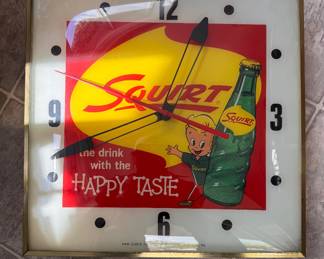 12
SQUIRT
SQUIRT
9
3
the drink
with the
HAPPY TASTE
6